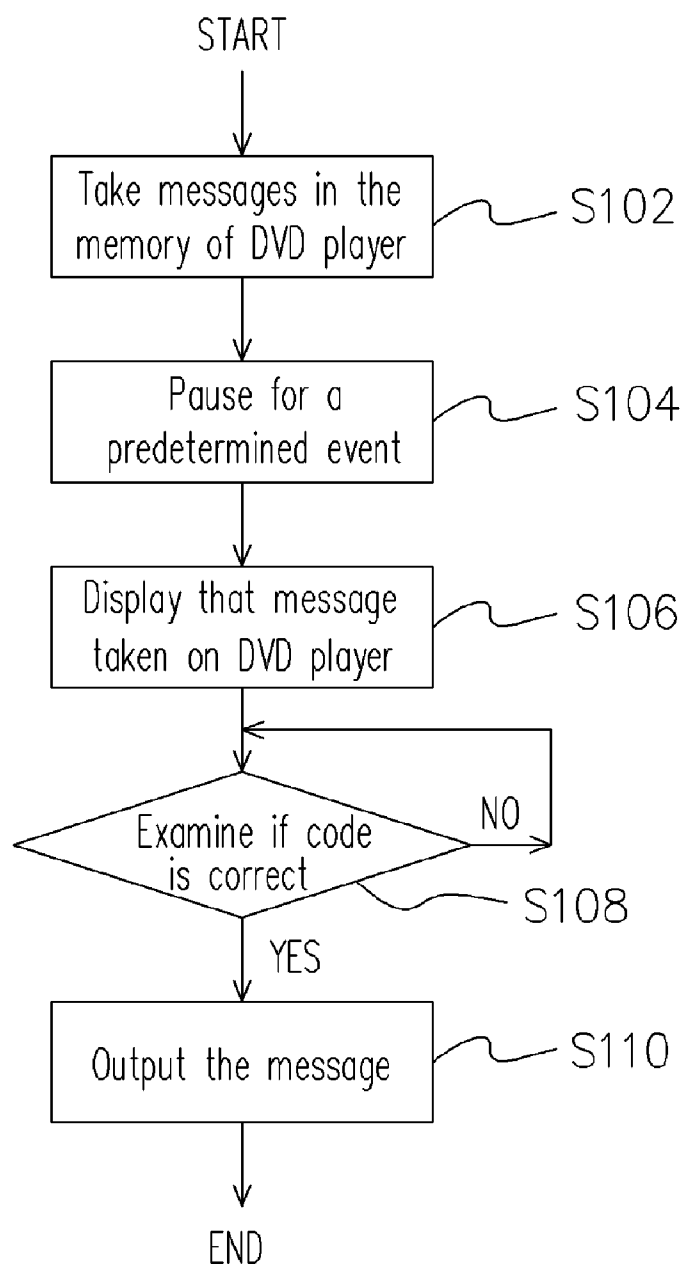 START
Take messages in the
memory of DVD player
S102
Pause for a
predetermined event
S104
Display that message
taken on DVD player
S106
Examine if code
is correct
NO
S108
YES
Output the message
S110
END